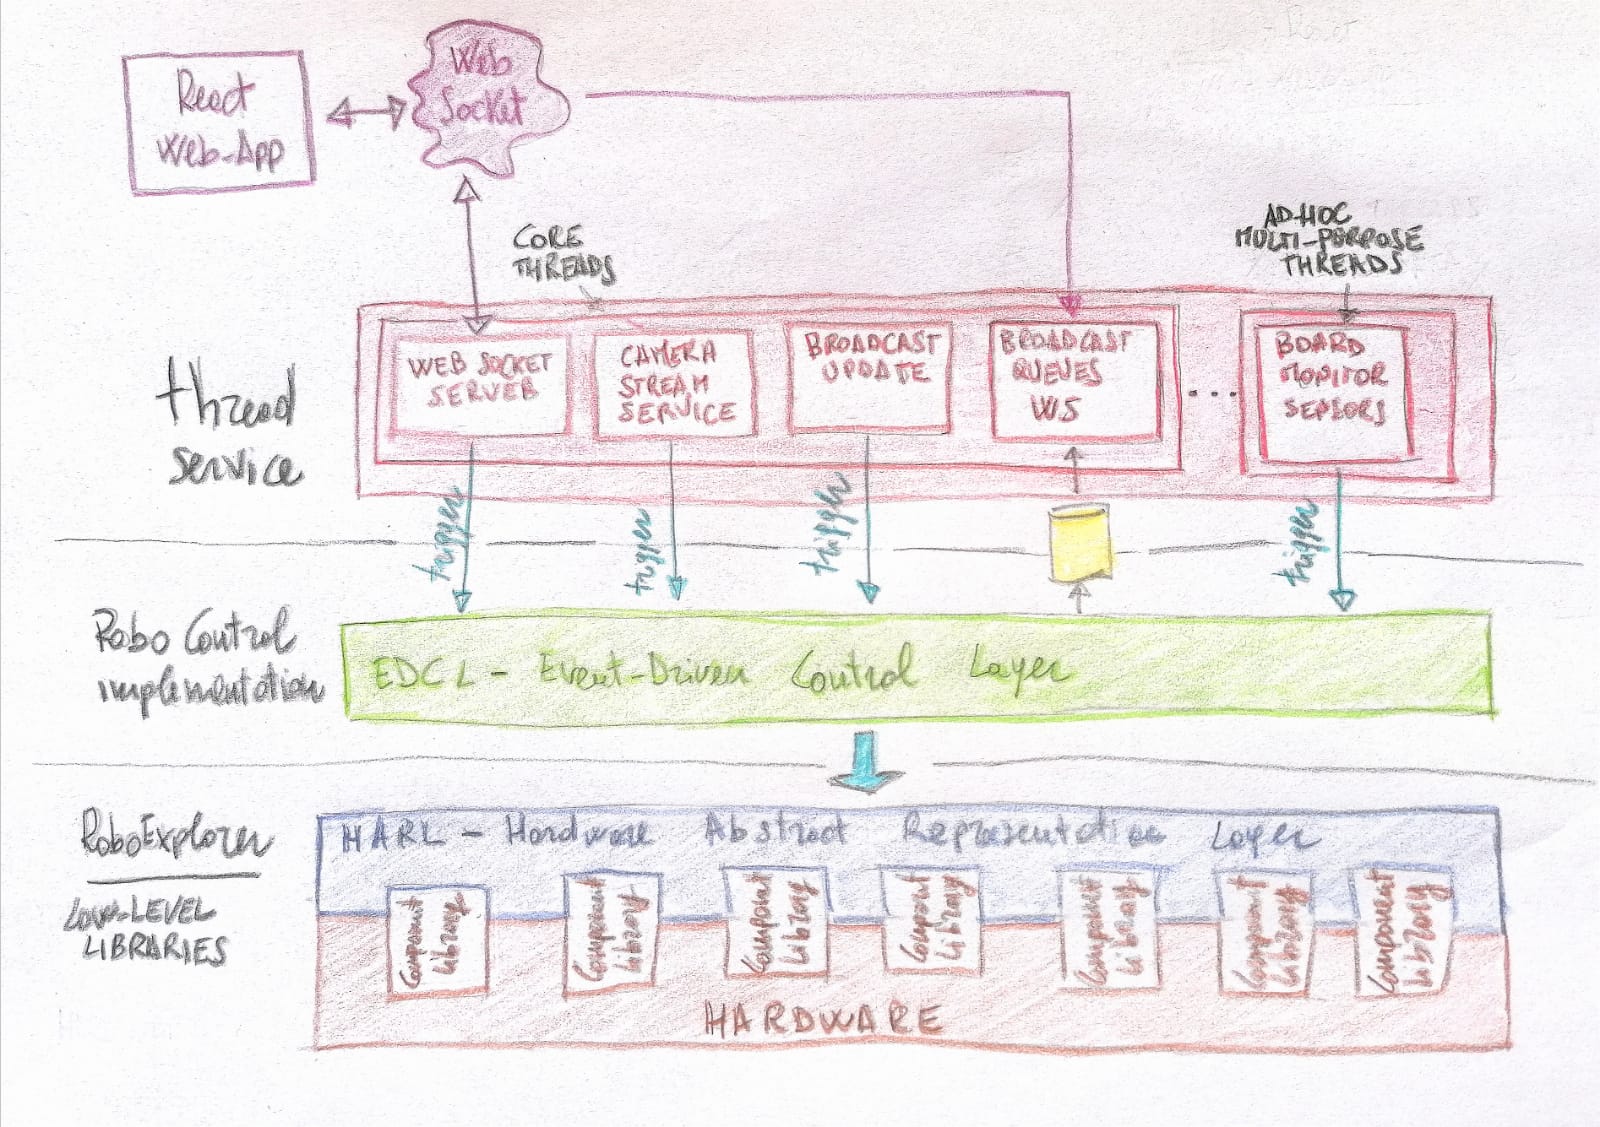 React
Web-App
Web
Socket
CORE
THREADS
AD-HOC
MULTI-PURPOSE
THREADS
thread
service
WEB SOCKET
SERVER
CAMERA
STREAM
SERVICE
BROADCAST
UPDATE
BROADCAST
QUEUES
WS
...
BOARD
MONITOR
SENSORS
trigger
trigger
trigger
trigger
Robo Control
implementation
EDCL - Event-Driven Control Layer
RoboExplorer
LOW-LEVEL
LIBRARIES
HARL - Hardware Abstract Representation Layer
Component
Library
Component
Library
Component
Library
Component
Library
Component
Library
Component
Library
Component
Library
HARDWARE